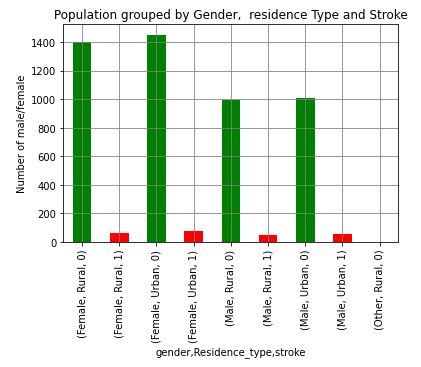 Population grouped by Gender,  residence Type and Stroke
1400
1200
1000
800
600
400
200
0
Number of male/female
(Female, Rural, 0)
(Female, Rural, 1)
(Female, Urban, 0)
(Female, Urban, 1)
(Male, Rural, 0)
(Male, Rural, 1)
(Male, Urban, 0)
(Male, Urban, 1)
(Other, Rural, 0)
gender,Residence_type,stroke